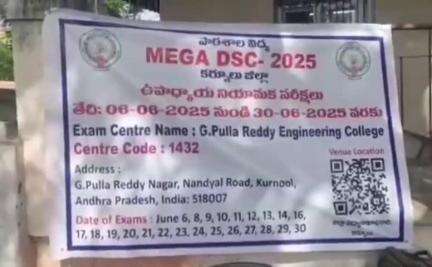 పాఠశాల విద్య
MEGA DSC- 2025
కర్నూలు జిల్లా
ఉపాధ్యాయ నియామక పరీక్షలు
తేది: 06-06-2025 నుండి 30-06-2025 వరకు
Exam Centre Name ; G.Pulla Reddy Engineering College
Centre Code : 1432
Venue Location
Address :
G.Pulla Reddy Nagar, Nandyal Road, Kurnool,
Andhra Pradesh, India: 518007
Date of Exams : June 6, 8, 9, 10, 11, 12, 13, 14, 16,
17, 18, 19, 20, 21, 22, 23, 24, 25, 26, 27, 28, 29, 30